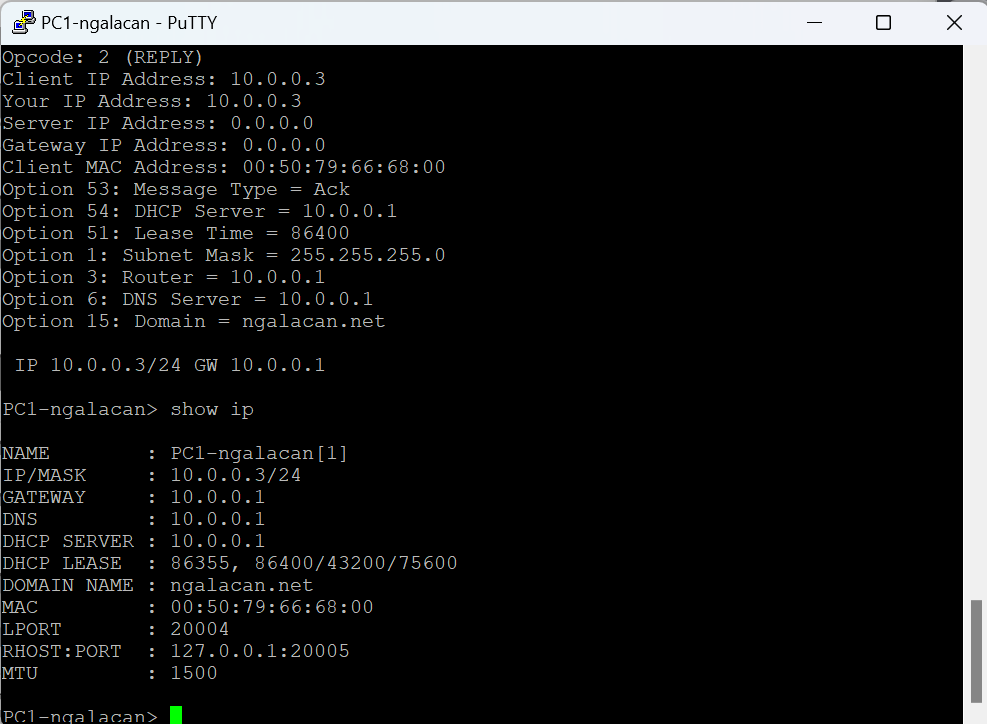 PC1-ngalacan - PuTTY
Opcode: 2 (REPLY)
Client IP Address: 10.0.0.3
Your IP Address: 10.0.0.3
Server IP Address: 0.0.0.0
Gateway IP Address: 0.0.0.0
Client MAC Address: 00:50:79:66:68:00
Option 53: Message Type = Ack
Option 54: DHCP Server = 10.0.0.1
Option 51: Lease Time = 86400
Option 1: Subnet Mask = 255.255.255.0
Option 3: Router = 10.0.0.1
Option 6: DNS Server = 10.0.0.1
Option 15: Domain = ngalacan.net
IP 10.0.0.3/24 GW 10.0.0.1
PC1-ngalacan> show ip
NAME        : PC1-ngalacan[1]
IP/MASK     : 10.0.0.3/24
GATEWAY     : 10.0.0.1
DNS         : 10.0.0.1
DHCP SERVER : 10.0.0.1
DHCP LEASE  : 86355, 86400/43200/75600
DOMAIN NAME : ngalacan.net
MAC         : 00:50:79:66:68:00
LPORT       : 20004
RHOST:PORT  : 127.0.0.1:20005
MTU         : 1500
PC1-ngalacan>